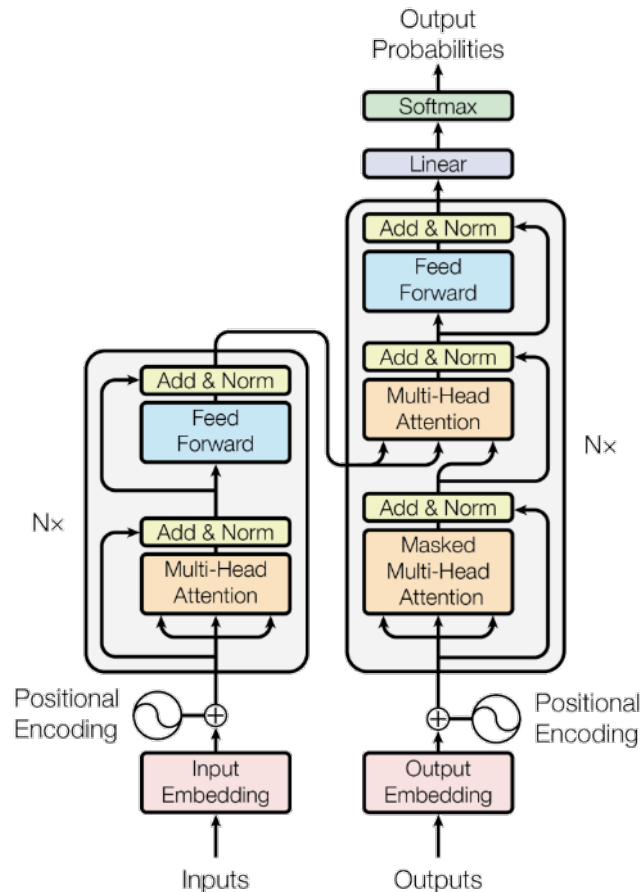 Output
Probabilities
Softmax
Linear
Add & Norm
Feed
Forward
Add & Norm
Multi-Head
Attention
Nx
Add & Norm
Masked
Multi-Head
Attention
Add & Norm
Feed
Forward
Nx
Add & Norm
Multi-Head
Attention
Positional
Encoding
Positional
Encoding
Input
Embedding
Output
Embedding
Inputs
Outputs